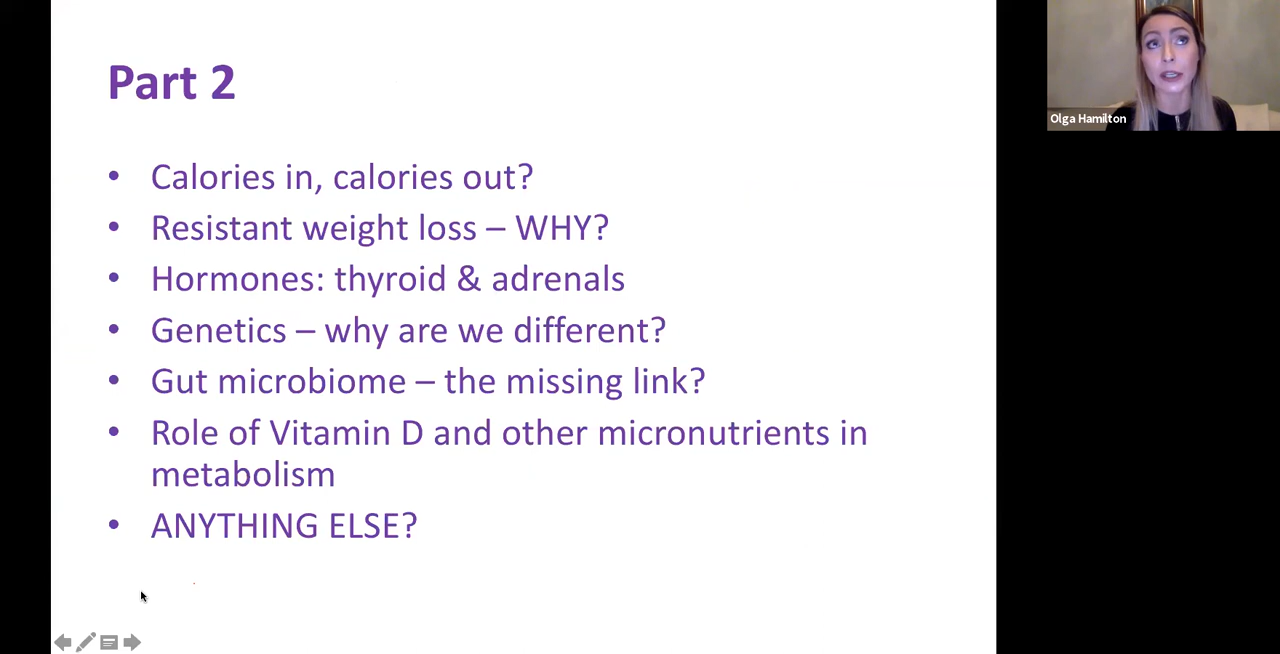 Part 2
• Calories in, calories out?
• Resistant weight loss – WHY?
• Hormones: thyroid & adrenals
• Genetics – why are we different?
• Gut microbiome – the missing link?
• Role of Vitamin D and other micronutrients in
metabolism
• ANYTHING ELSE?
Olga Hamilton